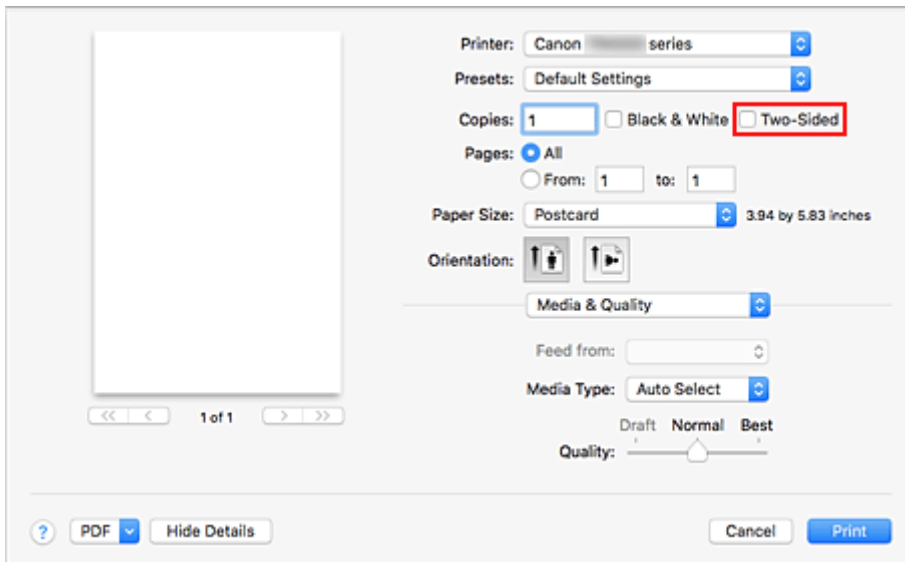 Printer: Canon series
Presets: Default Settings
Copies: 1 Black & White Two-Sided
Pages: All
From: 1 to: 1
Paper Size: Postcard 3.94 by 5.83 inches
Orientation:
Media & Quality
Feed from:
Media Type: Auto Select
Draft Normal Best
Quality:
1 of 1
? PDF Hide Details Cancel Print